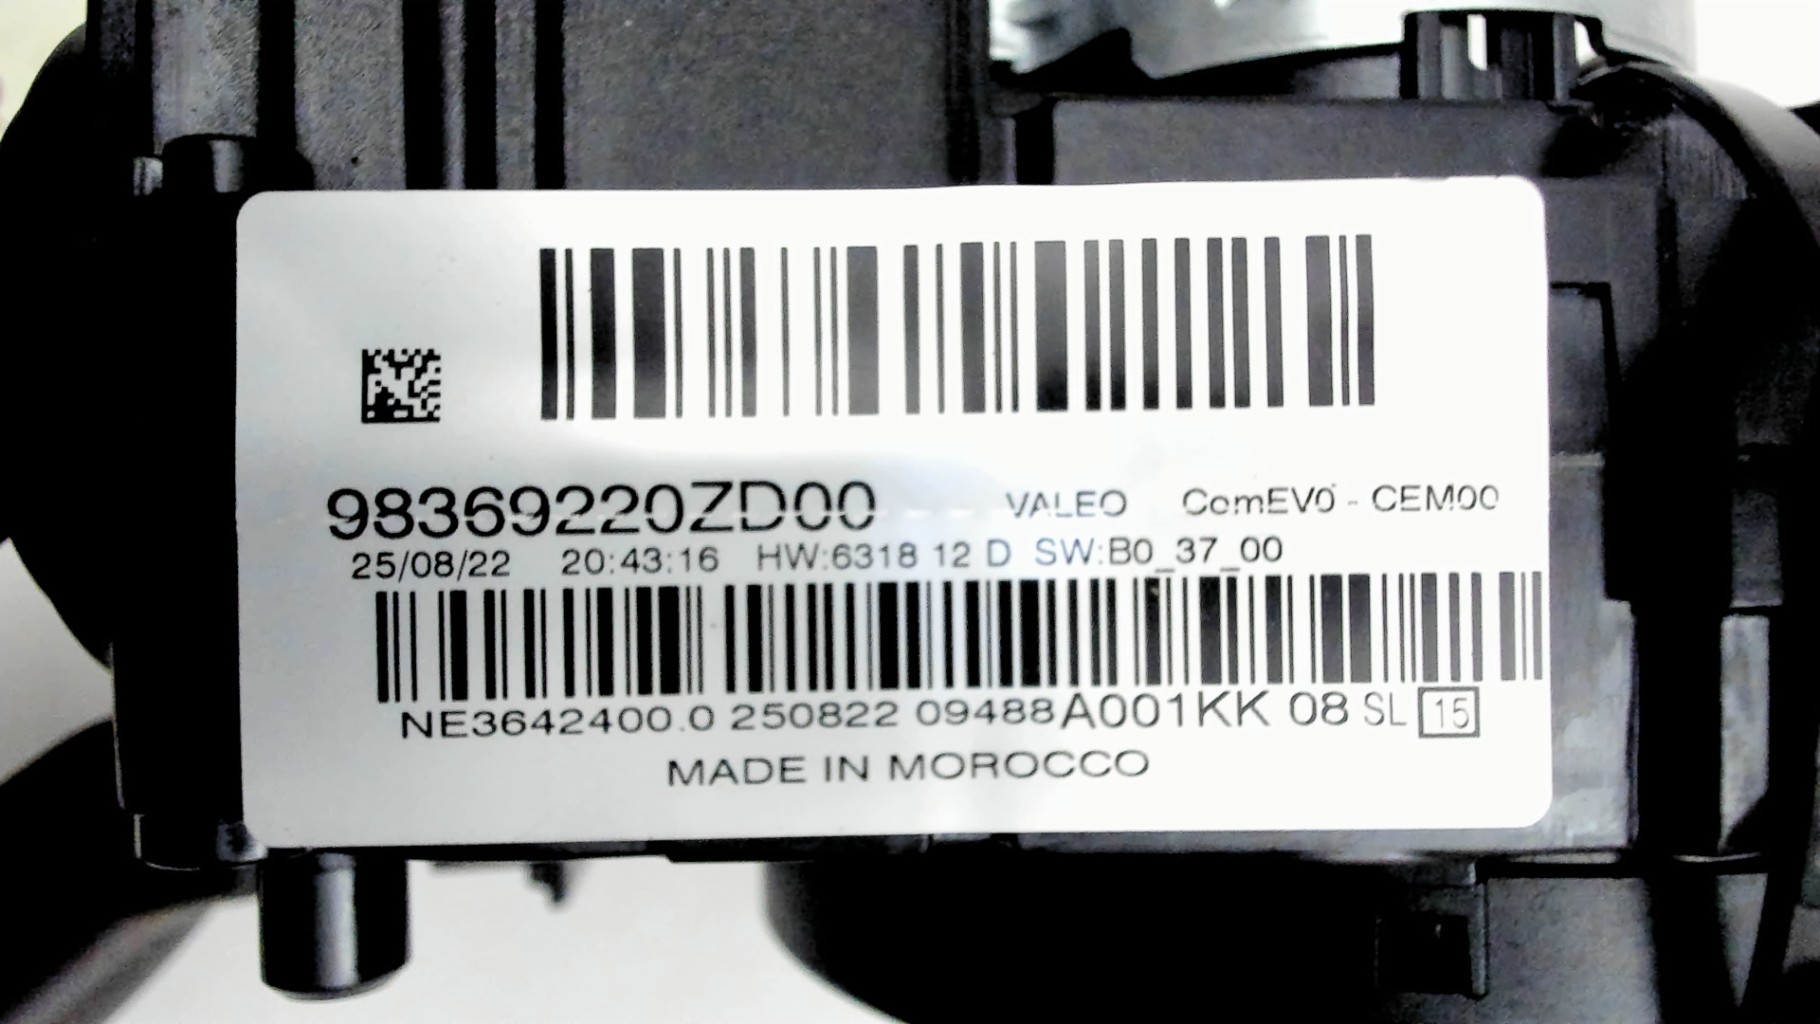 98369220ZD00 VALEO ComEV0 - CEM00
25/08/22 20:43:16 HW:6318 12 D SW:B0_37_00
NE3642400.0 250822 09488A001KK 08 SL 15
MADE IN MOROCCO